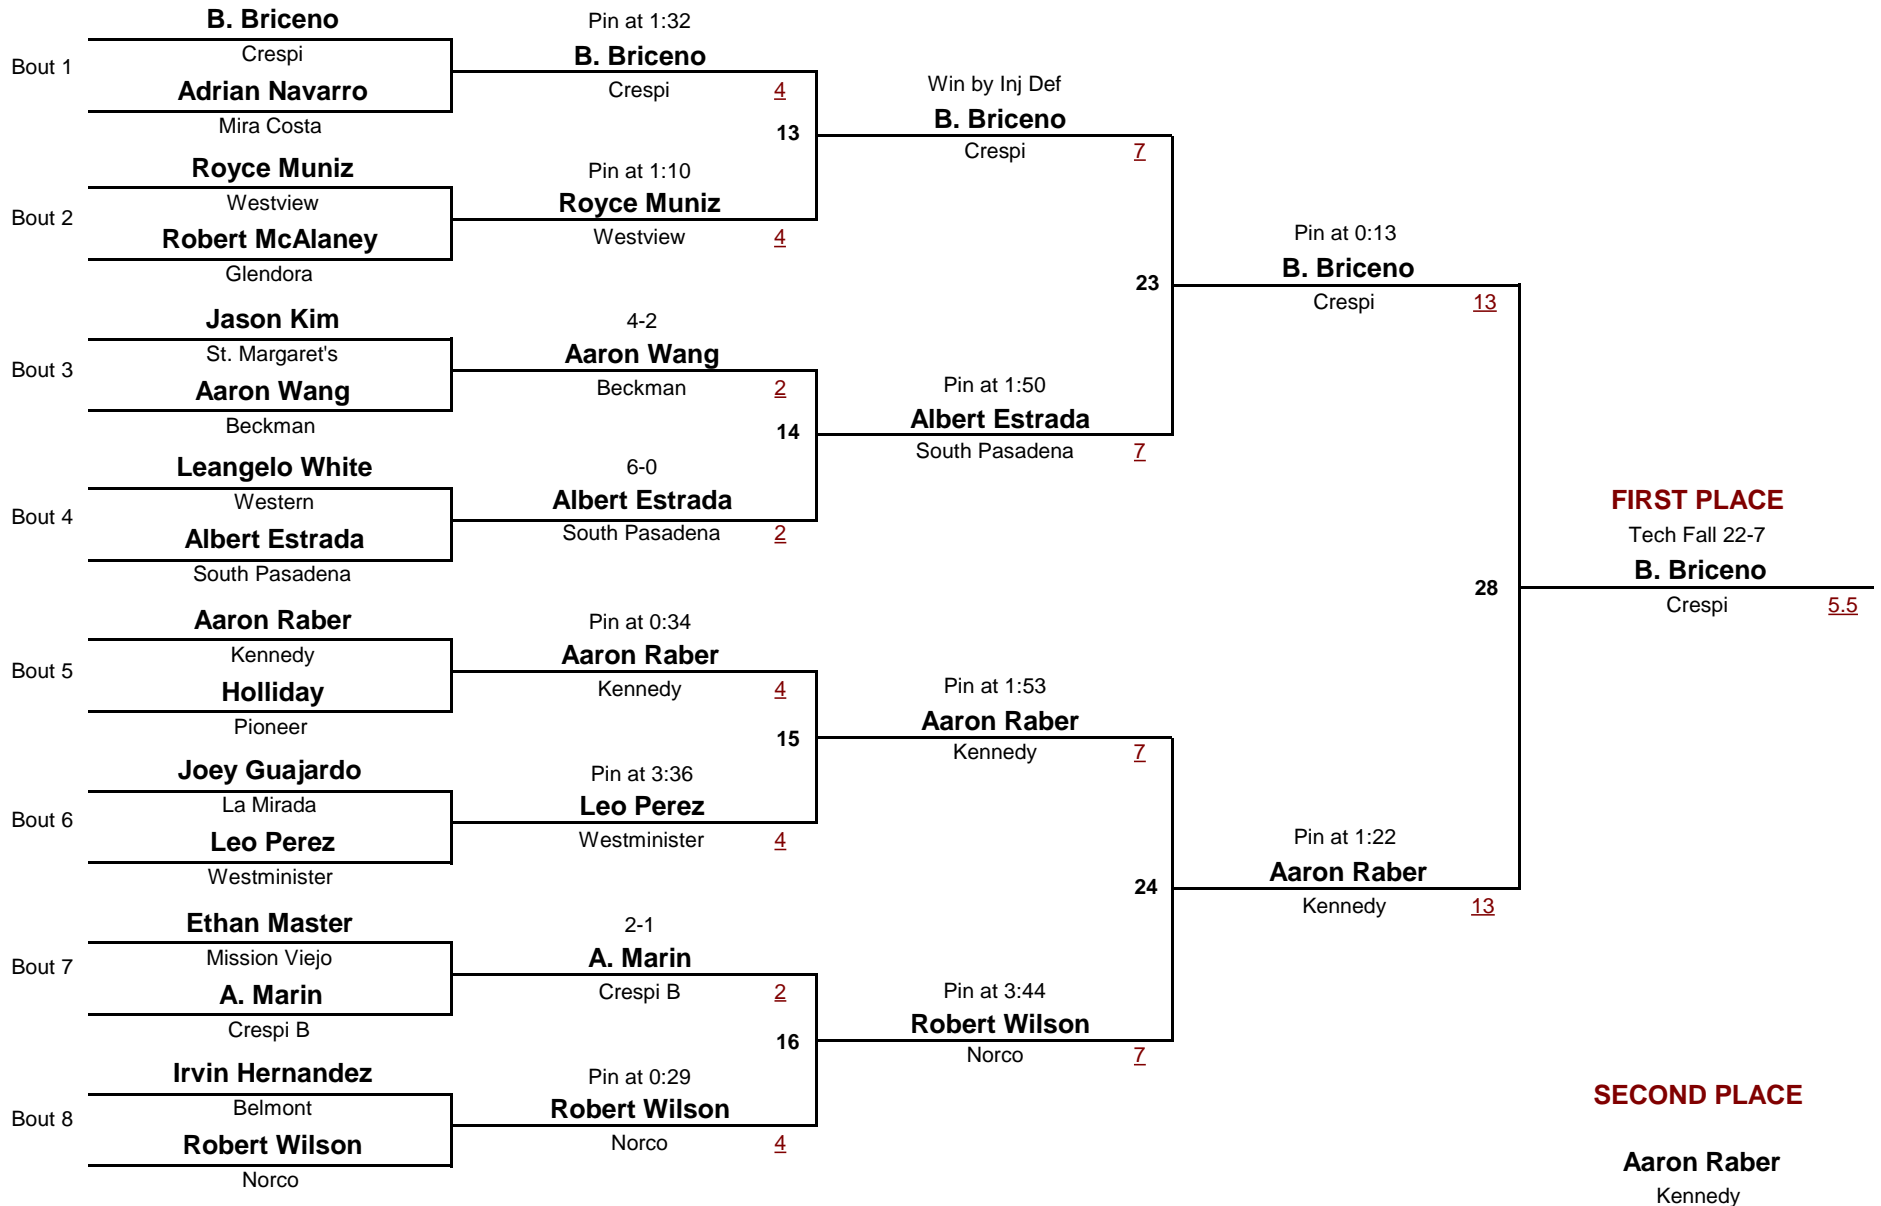 B. Briceno
Bout 1
Crespi
Adrian Navarro
Mira Costa
Royce Muniz
Bout 2
Westview
Robert McAlaney
Glendora
Jason Kim
Bout 3
St. Margaret's
Aaron Wang
Beckman
Leangelo White
Bout 4
Western
Albert Estrada
South Pasadena
Aaron Raber
Bout 5
Kennedy
Holliday
Pioneer
Joey Guajardo
Bout 6
La Mirada
Leo Perez
Westminister
Ethan Master
Bout 7
Mission Viejo
A. Marin
Crespi B
Irvin Hernandez
Bout 8
Belmont
Robert Wilson
Norco
Pin at 1:32
B. Briceno
Crespi 4
13
Pin at 1:10
Royce Muniz
Westview 4
4-2
Aaron Wang
Beckman 2
14
6-0
Albert Estrada
South Pasadena 2
Pin at 0:34
Aaron Raber
Kennedy 4
15
Pin at 3:36
Leo Perez
Westminister 4
2-1
A. Marin
Crespi B 2
16
Pin at 0:29
Robert Wilson
Norco 4
Win by Inj Def
B. Briceno
Crespi 7
23
Pin at 1:50
Albert Estrada
South Pasadena 7
Pin at 1:53
Aaron Raber
Kennedy 7
24
Pin at 3:44
Robert Wilson
Norco 7
Pin at 0:13
B. Briceno
Crespi 13
28
Pin at 1:22
Aaron Raber
Kennedy 13
FIRST PLACE
Tech Fall 22-7
B. Briceno
Crespi 5.5
SECOND PLACE
Aaron Raber
Kennedy